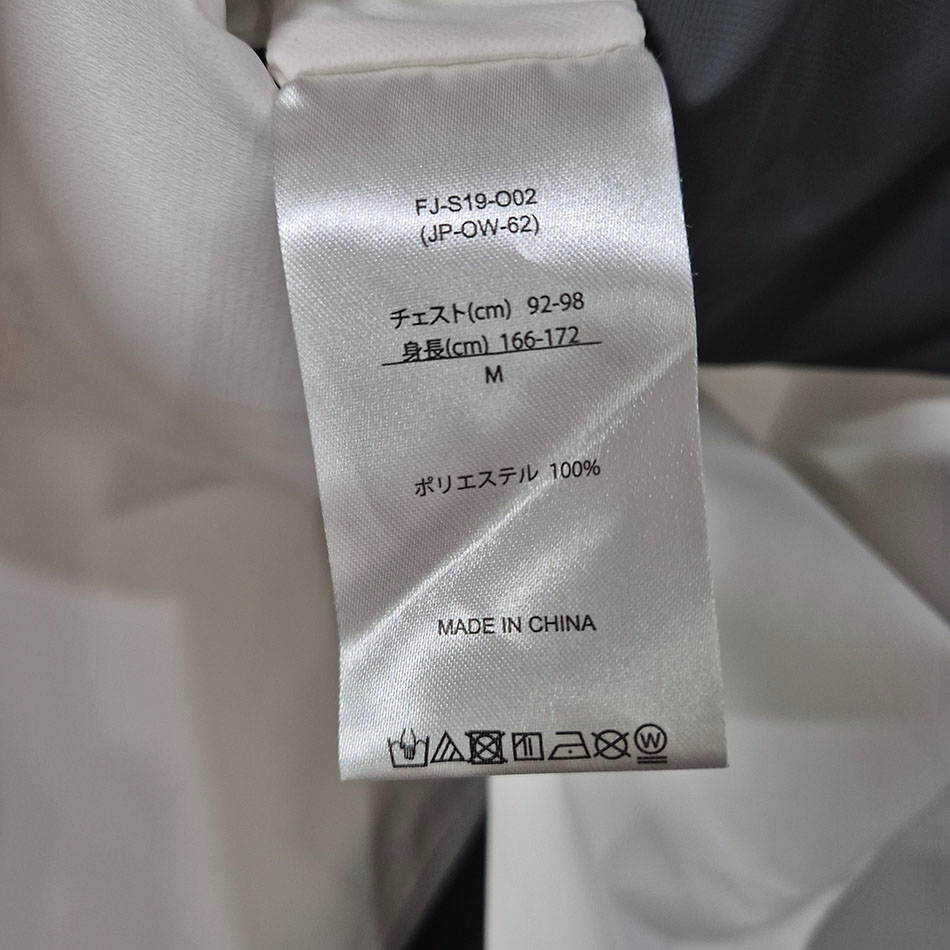 FJ-S19-O02
(JP-OW-62)
チェスト(cm) 92-98
身長(cm) 166-172
M
ポリエステル 100%
MADE IN CHINA
W